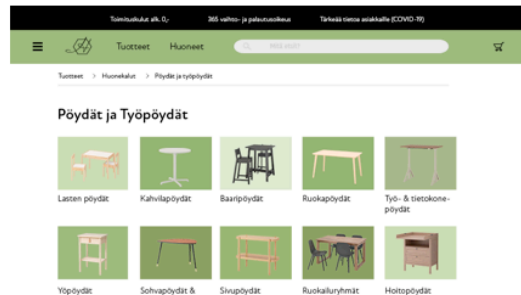 Toimituskulut alk. 0,-
365 vaihto- ja palautusoikeus
Tärkeää tietoa asiakkaille (COVID-19)
Tuotteet
Huoneet
Tuotteet > Huonekalut > Pöydät ja työpöydät
Pöydät ja Työpöydät
Lasten pöydät
Kahvilapöydät
Baaripöydät
Ruokapöydät
Työ- & tietokone-
pöydät
Yöpöydät
Sohvapöydät &
Sivupöydät
Ruokailuryhmät
Hoitopöydät